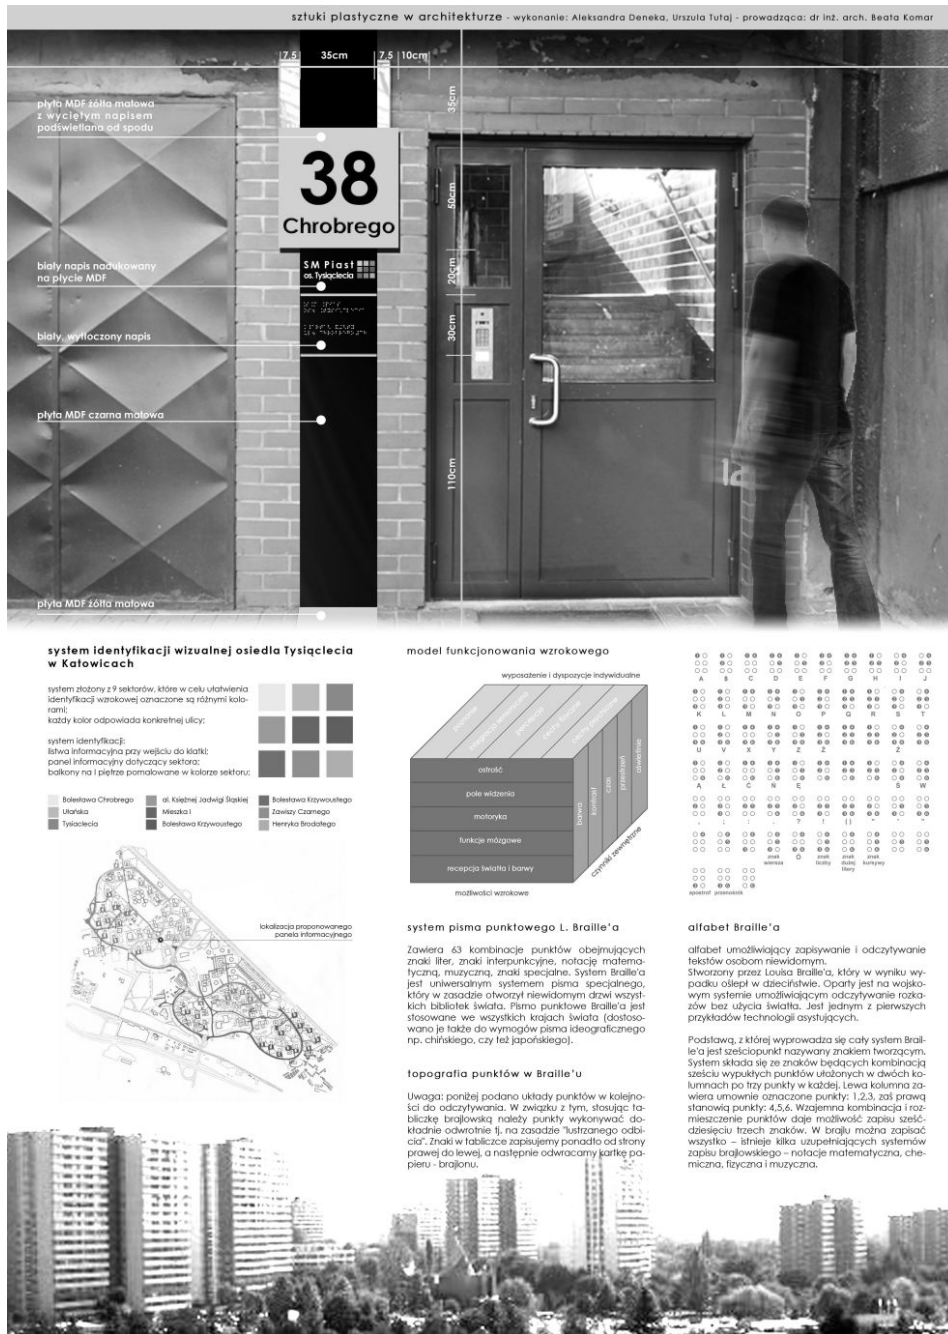 sztuki plastyczne w architekturze - wykonanie: Aleksandra Deneka, Urszula Tutaj - prowadząca: dr inż. arch. Beata Komar
7.5 35cm 7.5 10cm
płyta MDF żółta matowa
z wyciętym napisem
podświetlana od spodu
35cm
38
Chrobrego
50cm
biały napis nadukowany
na płycie MDF
SM Piast
os. Tysiąclecia
20cm
biały, wytłoczony napis
30cm
płyta MDF czarna matowa
110cm
płyta MDF żółta matowa
system identyfikacji wizualnej osiedla Tysiąclecia
w Katowicach
system złożony z 9 sektorów, które w celu ułatwienia
identyfikacji wzrokowej oznaczone są różnymi kolo-
rami;
każdy kolor odpowiada konkretnej ulicy;
system identyfikacji:
listwa informacyjna przy wejściu do klatki;
panel informacyjny dotyczący sektora;
balkony na I piętrze pomalowane w kolorze sektoru;
Bolesława Chrobrego al. Księżnej Jadwigi Śląskiej Bolesława Krzywoustego
Ułańska Mieszka I Zawiszy Czarnego
Tysiaclecia Bolesława Krzywoustego Henryka Brodatego
lokalizacja proponowanego
panela informacyjnego
model funkcjonowania wzrokowego
wyposażenie i dyspozycje indywidualne
ostrość
pole widzenia
motoryka
funkcje mózgowe
recepcja światła i barwy
barwa
kontrast
czas
przestrzeń
oświetlnie
możliwości wzrokowe
czynniki zewnętrzne
A B C D E F G H I J
K L M N O P Q R S T
U V X Y Z Ż Ź
Ą Ł Ć Ń Ę Ś W
, ; : . ? ! ( ) " * "
znak
wiersza
Ó
znak
liczby
znak
dużej
litery
znak
kursywy
apostrof przenośnik
system pisma punktowego L. Braille'a
Zawiera 63 kombinacje punktów obejmujących
znaki liter, znaki interpunkcyjne, notację matema-
tyczną, muzyczną, znaki specjalne. System Braille'a
jest uniwersalnym systemem pisma specjalnego,
który w zasadzie otworzył niewidomym drzwi wszyst-
kich bibliotek świata. Pismo punktowe Braille'a jest
stosowane we wszystkich krajach świata (dostoso-
wano je także do wymogów pisma ideograficznego
np. chińskiego, czy też japońskiego).
topografia punktów w Braille'u
Uwaga: poniżej podano układy punktów w kolejno-
ści do odczytywania. W związku z tym, stosując ta-
bliczkę brajlowską należy punkty wykonywać do-
kładnie odwrotnie tj. na zasadzie "lustrzanego odbi-
cia". Znaki w tabliczce zapisujemy ponadto od strony
prawej do lewej, a następnie odwracamy kartkę pa-
pieru - brajlonu.
alfabet Braille'a
alfabet umożliwiający zapisywanie i odczytywanie
tekstów osobom niewidomym.
Stworzony przez Louisa Braille'a, który w wyniku wy-
padku oślepł w dzieciństwie. Oparty jest na wojsko-
wym systemie umożliwiającym odczytywanie rozka-
zów bez użycia światła. Jest jednym z pierwszych
przykładów technologii asystujących.
Podstawą, z której wyprowadza się cały system Brail-
le'a jest sześciopunkt nazywany znakiem tworzącym.
System składa się ze znaków będących kombinacją
sześciu wypukłych punktów ułożonych w dwóch ko-
lumnach po trzy punkty w każdej. Lewa kolumna za-
wiera umownie oznaczone punkty: 1,2,3, zaś prawą
stanowią punkty: 4,5,6. Wzajemna kombinacja i roz-
mieszczenie punktów daje możliwość zapisu sześć-
dziesięciu trzech znaków. W brajlu można zapisać
wszystko – istnieje kilka uzupełniających systemów
zapisu brajlowskiego – notacje matematyczna, che-
miczna, fizyczna i muzyczna.